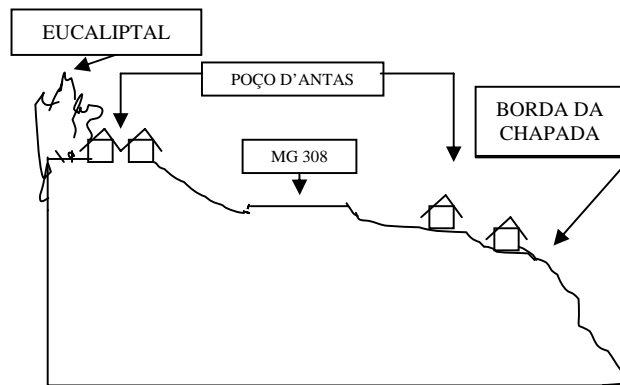 EUCALIPTAL
POÇO D’ANTAS
BORDA DA
CHAPADA
MG 308